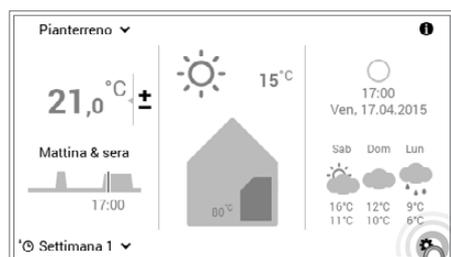 Pianterreno
21,0 °C ±
Mattina & sera
17:00
Settimana 1
15°C
80°C
17:00
Ven, 17.04.2015
Sab Dom Lun
16°C 12°C 9°C
11°C 10°C 6°C